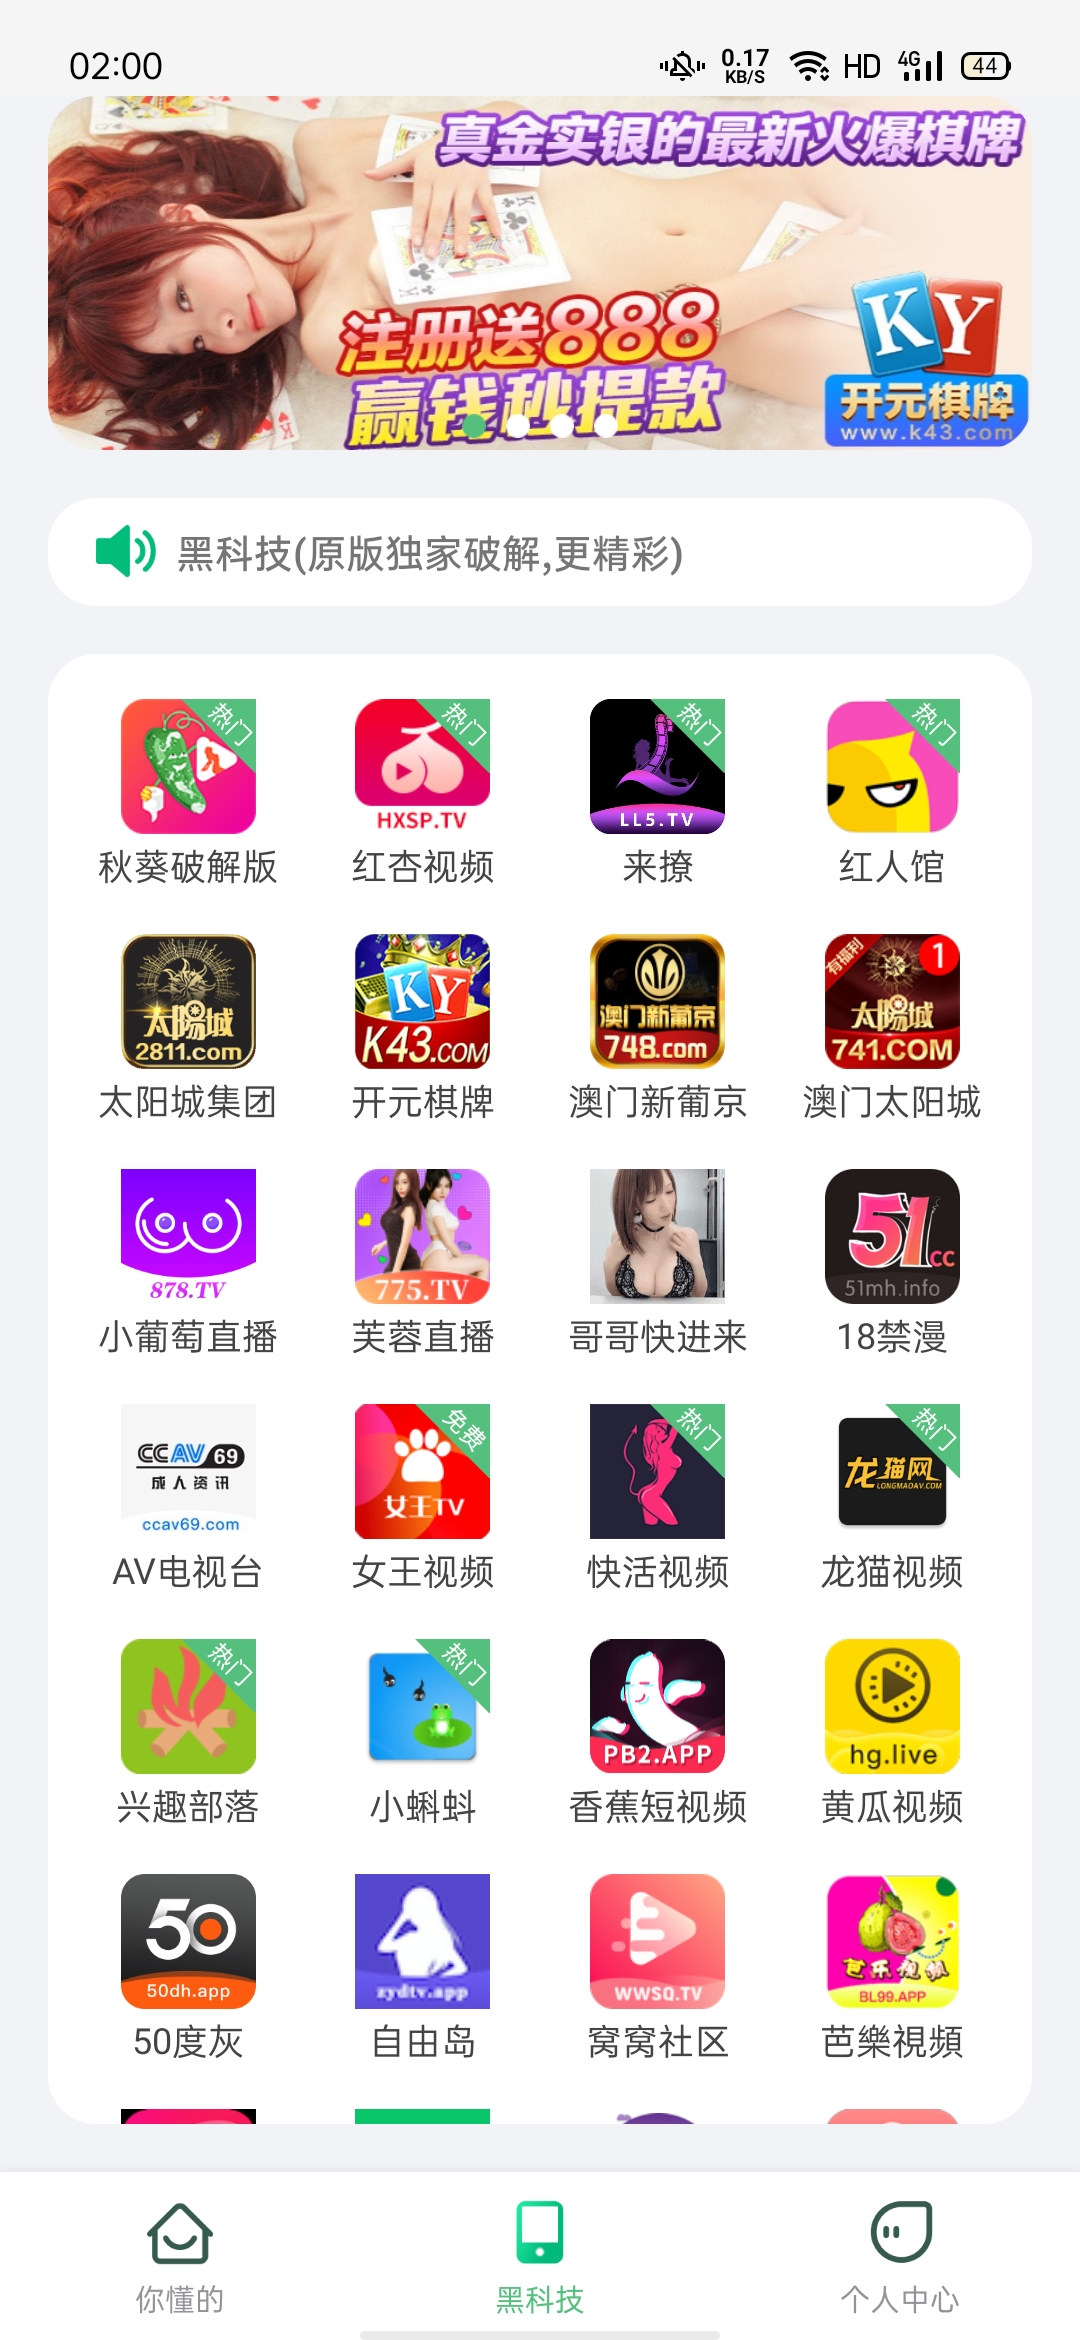 02:00
0.17
KB/S
HD
4G
44
真金实银的最新火爆棋牌
注册送888
赢钱秒提款
KY
开元棋牌
www.k43.com
黑科技(原版独家破解,更精彩)
热门
热门
热门
热门
HXSP.TV
LL5.TV
秋葵破解版
红杏视频
来撩
红人馆
太陽城
2811.com
KY
K43.COM
澳门新葡京
748.com
有福利
1
太陽城
741.COM
太阳城集团
开元棋牌
澳门新葡京
澳门太阳城
878.TV
775.TV
51cc
51mh.info
小葡萄直播
芙蓉直播
哥哥快进来
18禁漫
CCAV69
成人资讯
ccav69.com
免费
女王TV
热门
热门
龙猫网
LONGMAOAV.COM
AV电视台
女王视频
快活视频
龙猫视频
热门
热门
PB2.APP
hg.live
兴趣部落
小蝌蚪
香蕉短视频
黄瓜视频
50
50dh.app
zydtv.app
WWSQ.TV
芭乐视频
BL99.APP
50度灰
自由岛
窝窝社区
芭樂視頻
你懂的
黑科技
个人中心